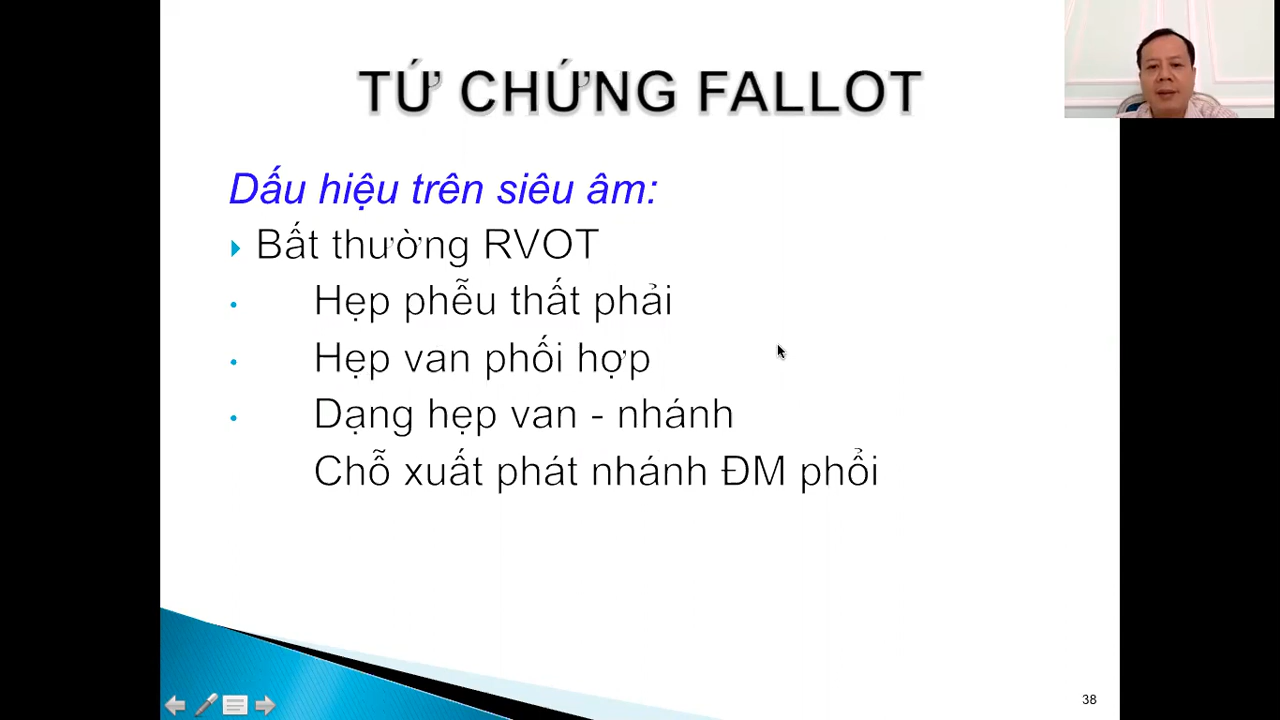 TỨ CHỨNG FALLOT
Dấu hiệu trên siêu âm:
Bất thường RVOT
Hẹp phễu thất phải
Hẹp van phối hợp
Dạng hẹp van - nhánh
Chỗ xuất phát nhánh ĐM phổi
38